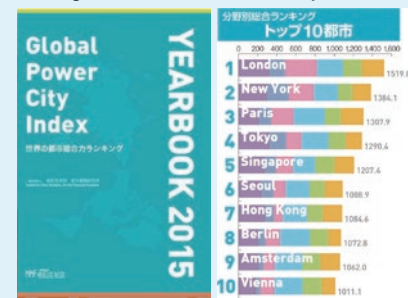 Global
Power
City
Index
世界の都市総合力ランキング
YEARBOOK 2015
分野別総合ランキング
トップ10都市
0 200 400 600 800 1,000 1,200 1,400 1,600
1 London 1519.
2 New York 1384.1
3 Paris 1307.9
4 Tokyo 1290.4
5 Singapore 1207.4
6 Seoul 1088.9
7 Hong Kong 1084.6
8 Berlin 1072.8
9 Amsterdam 1062.0
10 Vienna 1011.1